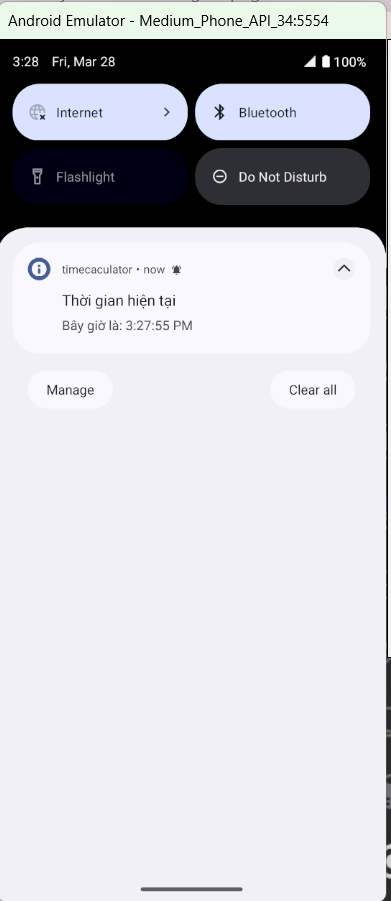 Android Emulator - Medium_Phone_API_34:5554
3:28 Fri, Mar 28 100%
Internet Bluetooth
Flashlight Do Not Disturb
timecaculator • now
Thời gian hiện tại
Bây giờ là: 3:27:55 PM
Manage Clear all